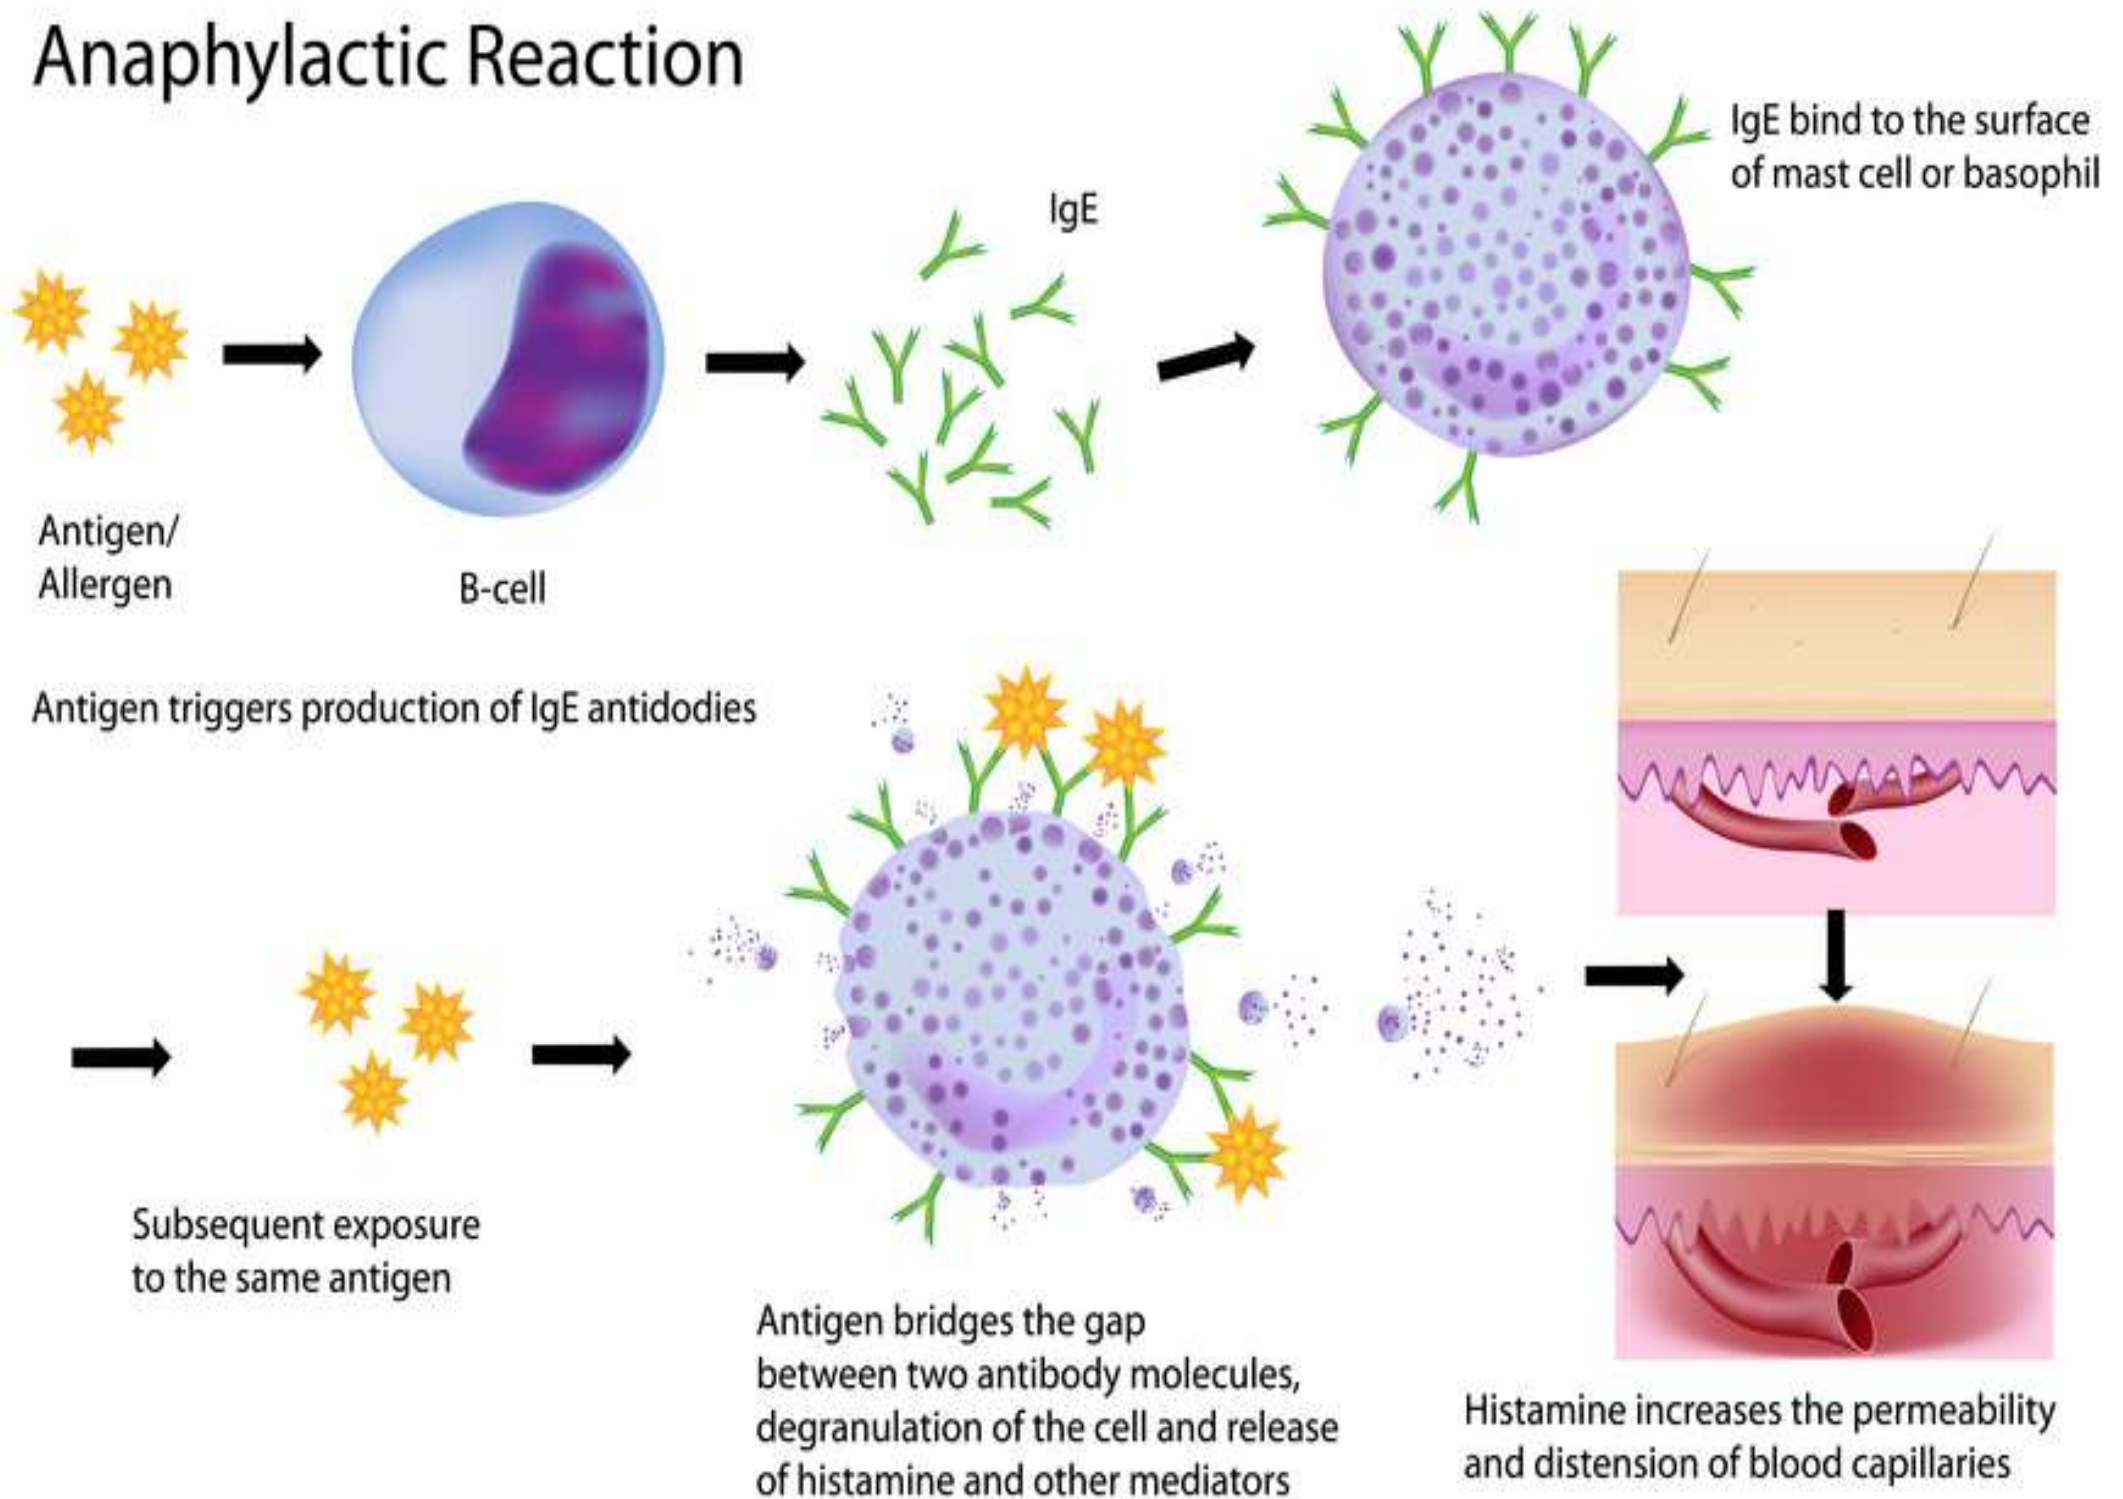 Anaphylactic Reaction
IgE bind to the surface
of mast cell or basophil
IgE
Antigen/
Allergen
B-cell
Antigen triggers production of IgE antidodies
Subsequent exposure
to the same antigen
Antigen bridges the gap
between two antibody molecules,
degranulation of the cell and release
of histamine and other mediators
Histamine increases the permeability
and distension of blood capillaries